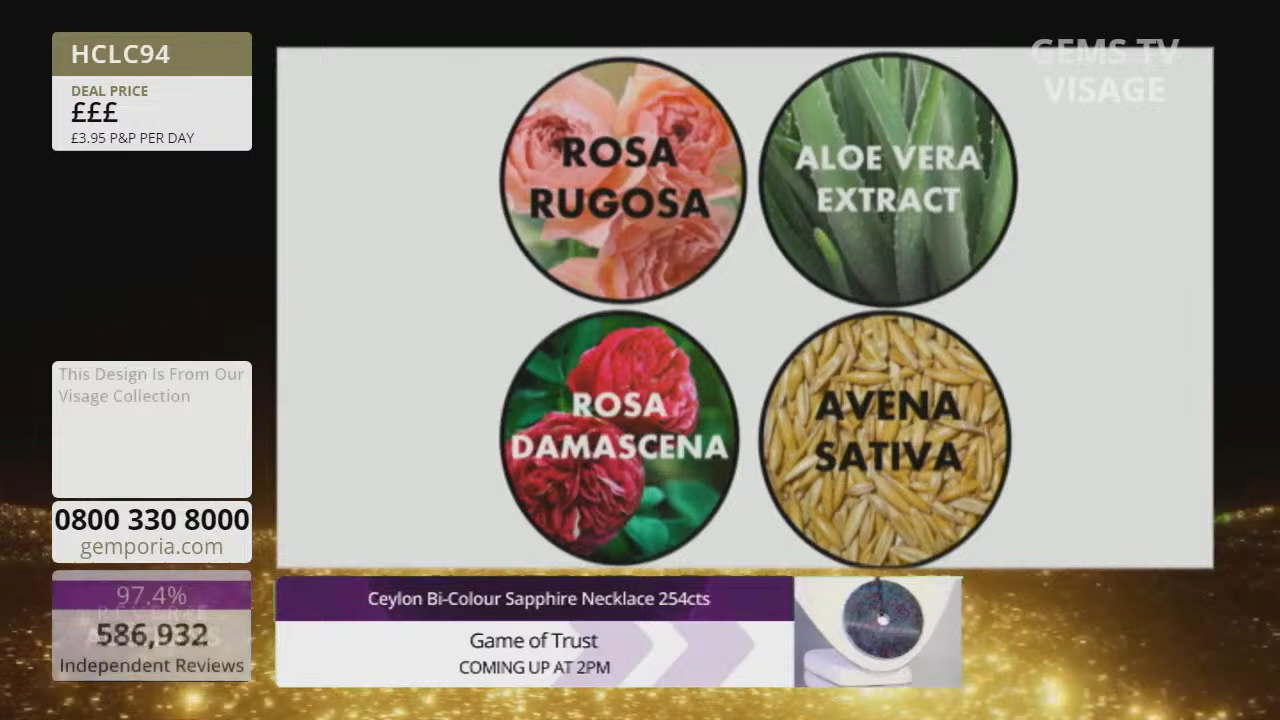 HCLC94
DEAL PRICE
£££
£3.95 P&P PER DAY
GEMS TV
VISAGE
ROSA
RUGOSA
ALOE VERA
EXTRACT
ROSA
DAMASCENA
AVENA
SATIVA
This Design Is From Our
Visage Collection
0800 330 8000
gemporia.com
97.4%
586,932
Independent Reviews
Ceylon Bi-Colour Sapphire Necklace 254cts
Game of Trust
COMING UP AT 2PM